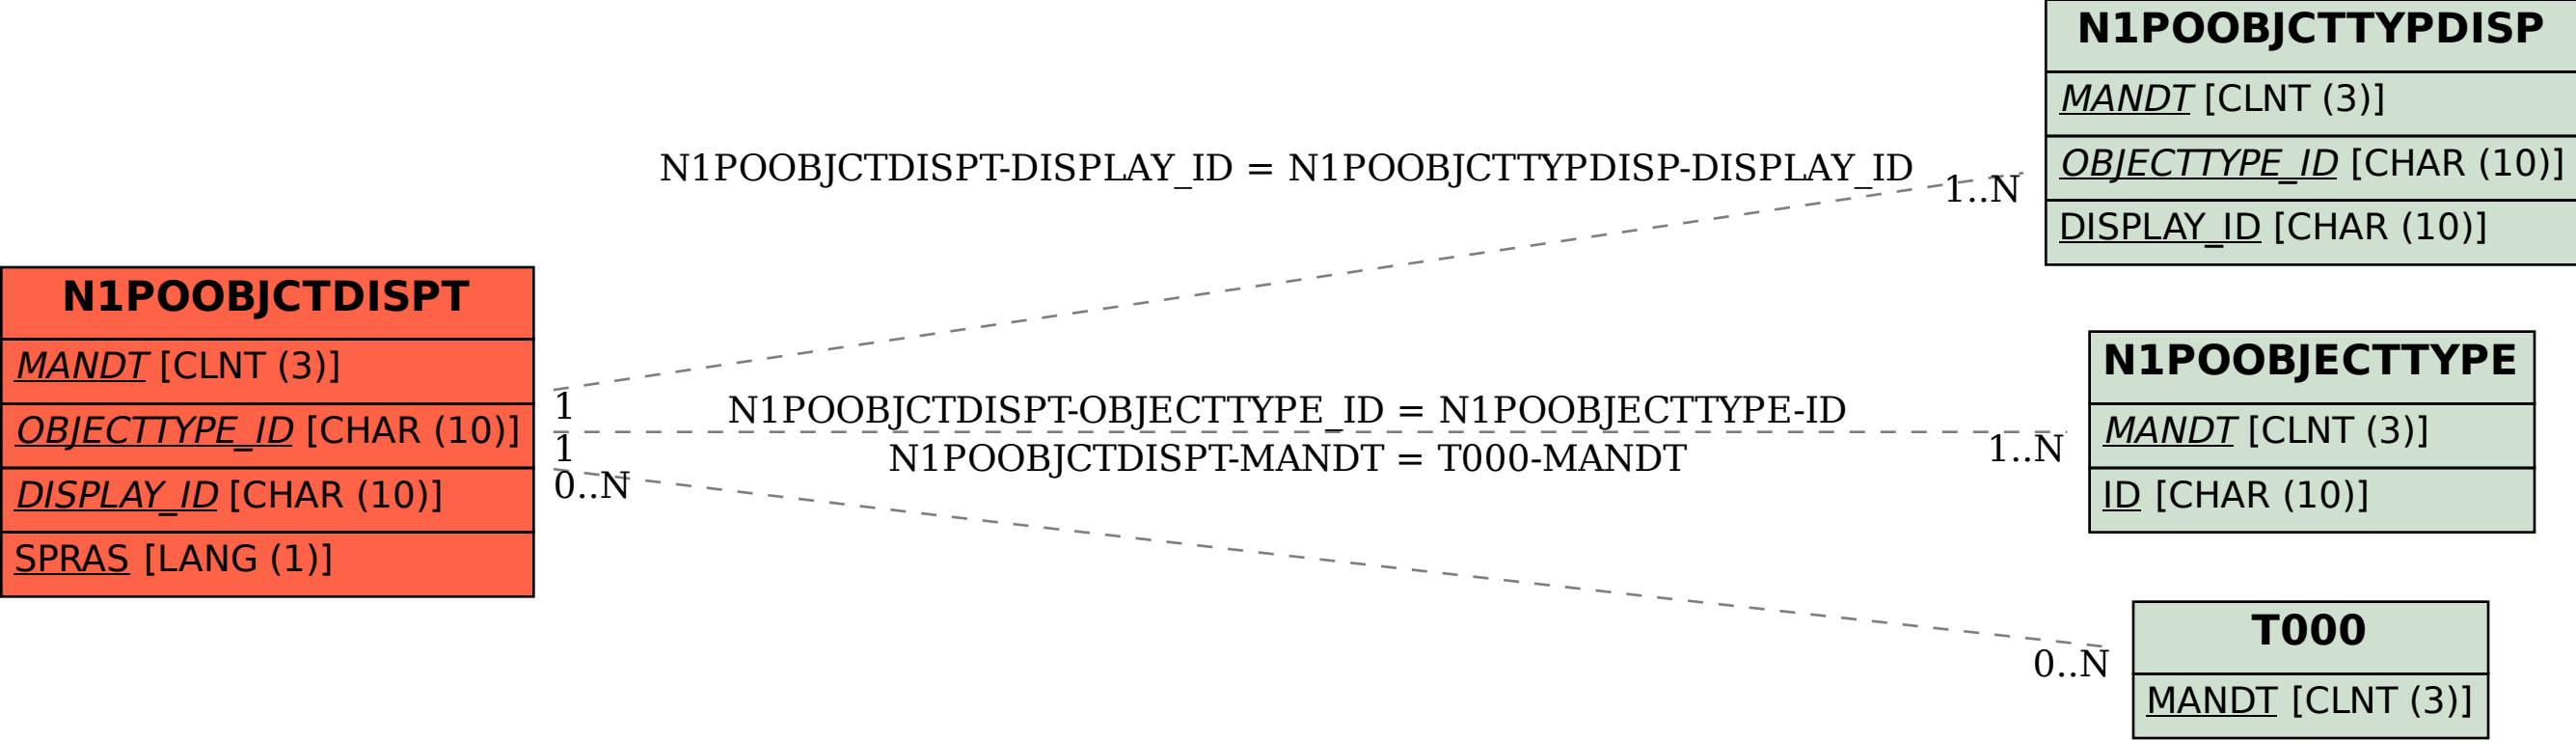 N1POOBJCTTYPDISP
MANDT [CLNT (3)]
OBJECTTYPE_ID [CHAR (10)]
DISPLAY_ID [CHAR (10)]
N1POOBJCTDISPT-DISPLAY_ID = N1POOBJCTTYPDISP-DISPLAY_ID
1..N
N1POOBJCTDISPT
MANDT [CLNT (3)]
OBJECTTYPE_ID [CHAR (10)]
DISPLAY_ID [CHAR (10)]
SPRAS [LANG (1)]
1
N1POOBJCTDISPT-OBJECTTYPE_ID = N1POOBJECTTYPE-ID
1
1..N
N1POOBJCTDISPT-MANDT = T000-MANDT
0..N
N1POOBJECTTYPE
MANDT [CLNT (3)]
ID [CHAR (10)]
0..N
T000
MANDT [CLNT (3)]